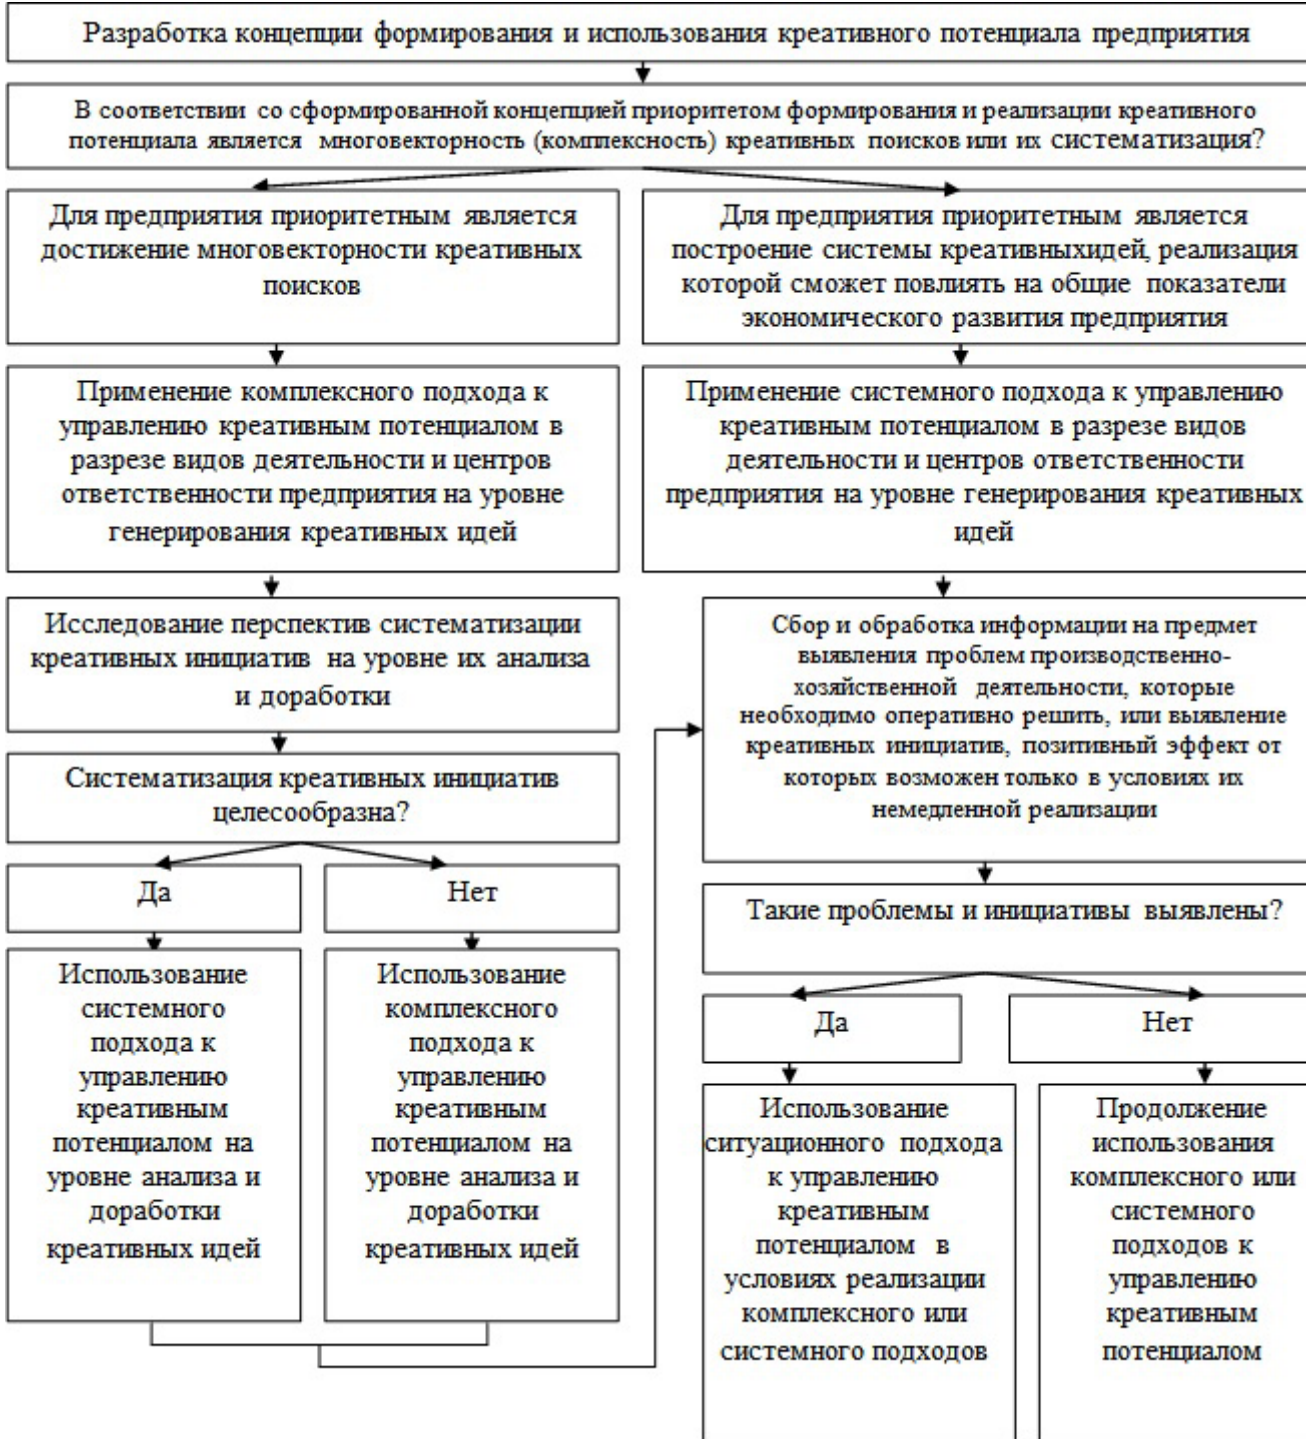 Разработка концепции формирования и использования креативного потенциала предприятия
В соответствии со сформированной концепцией приоритетом формирования и реализации креативного
потенциала является многовекторность (комплексность) креативных поисков или их систематизация?
Для предприятия приоритетным является
достижение многовекторности креативных
поисков
Для предприятия приоритетным является
построение системы креативныхидей, реализация
которой сможет повлиять на общие показатели
экономического развития предприятия
Применение комплексного подхода к
управлению креативным потенциалом в
разрезе видов деятельности и центров
ответственности предприятия на уровне
генерирования креативных идей
Применение системного подхода к управлению
креативным потенциалом в разрезе видов
деятельности и центров ответственности
предприятия на уровне генерирования креативных
идей
Исследование перспектив систематизации
креативных инициатив на уровне их анализа
и доработки
Систематизация креативных инициатив
целесообразна?
Да
Нет
Использование
системного
подхода к
управлению
креативным
потенциалом на
уровне анализа и
доработки
креативных идей
Использование
комплексного
подхода к
управлению
креативным
потенциалом на
уровне анализа и
доработки
креативных идей
Сбор и обработка информации на предмет
выявления проблем производственно-
хозяйственной деятельности, которые
необходимо оперативно решить, или выявление
креативных инициатив, позитивный эффект от
которых возможен только в условиях их
немедленной реализации
Такие проблемы и инициативы выявлены?
Да
Нет
Использование
ситуационного подхода
к управлению
креативным
потенциалом в
условиях реализации
комплексного или
системного подходов
Продолжение
использования
комплексного или
системного
подходов к
управлению
креативным
потенциалом